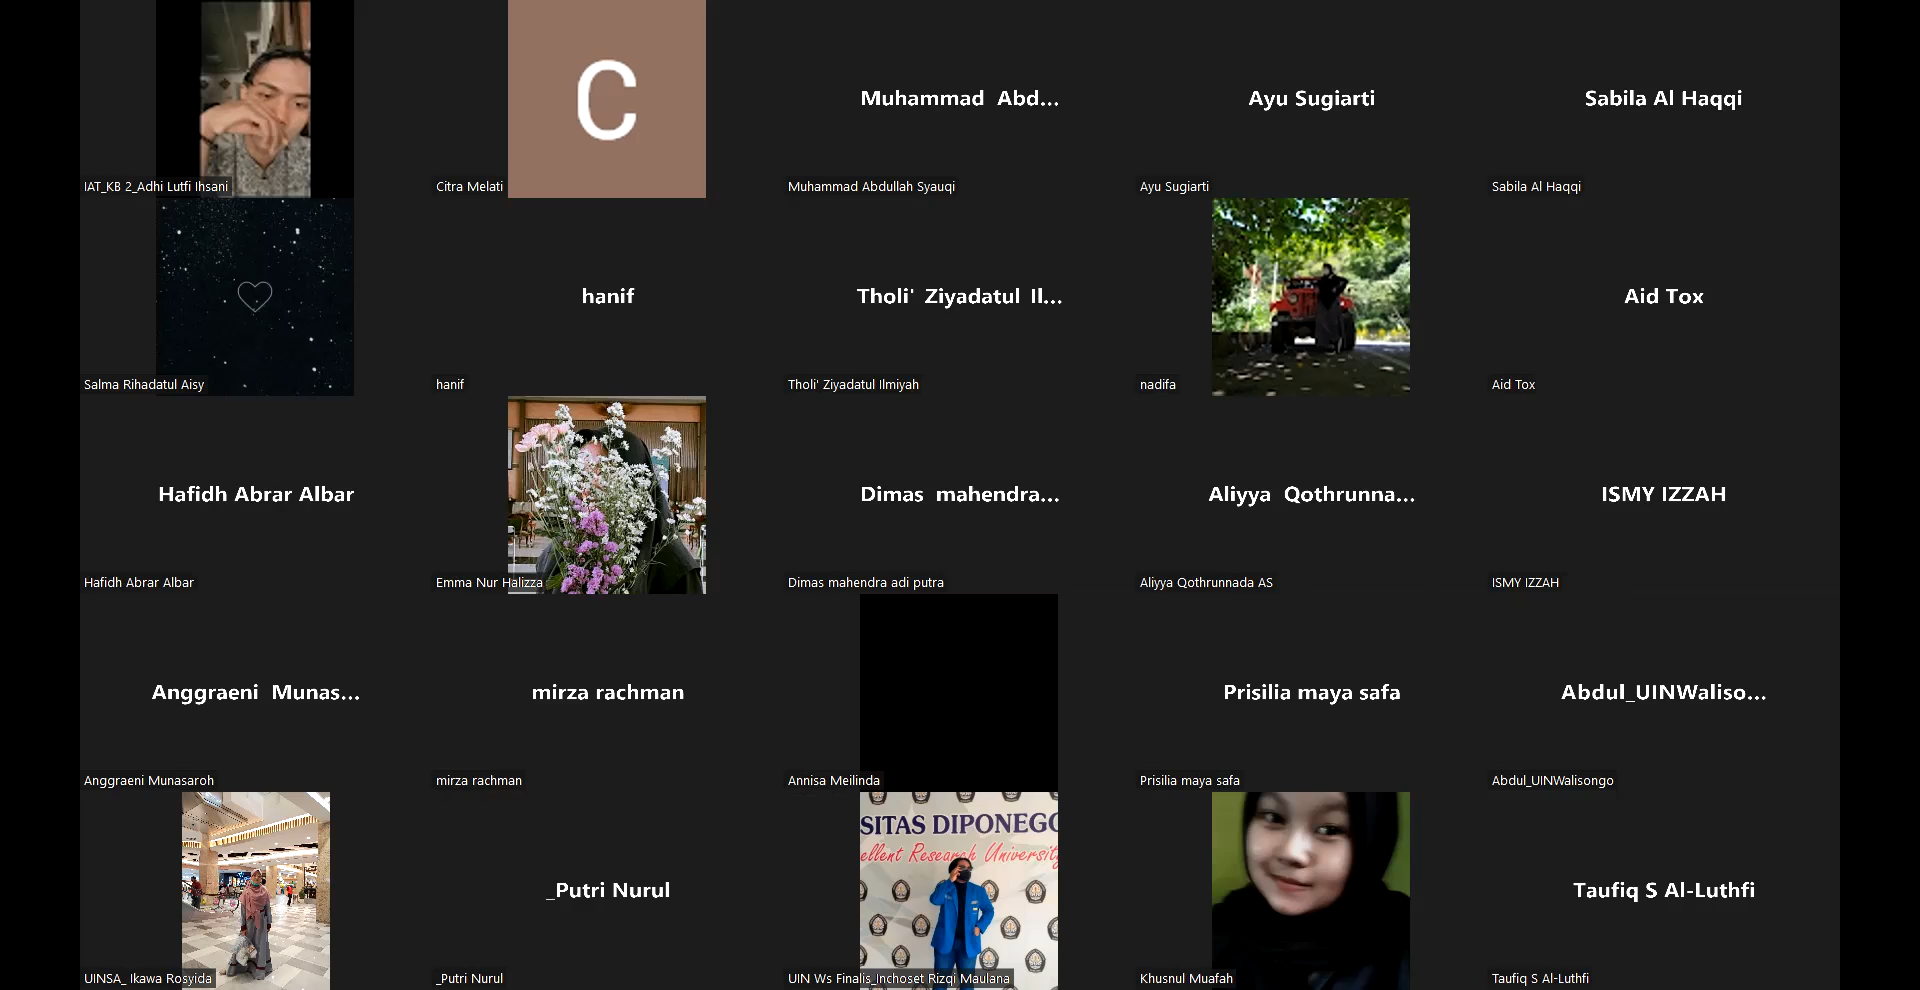 IAT_KB 2_Adhi Lutfi Ihsani
C
Citra Melati
Muhammad Abd...
Muhammad Abdullah Syauqi
Ayu Sugiarti
Ayu Sugiarti
Sabila Al Haqqi
Sabila Al Haqqi
Salma Rihadatul Aisy
hanif
hanif
Tholi' Ziyadatul Il...
Tholi' Ziyadatul Ilmiyah
nadifa
Aid Tox
Aid Tox
Hafidh Abrar Albar
Hafidh Abrar Albar
Emma Nur Halizza
Dimas mahendra...
Dimas mahendra adi putra
Aliyya Qothrunna...
Aliyya Qothrunnada AS
ISMY IZZAH
ISMY IZZAH
Anggraeni Munas...
Anggraeni Munasaroh
mirza rachman
mirza rachman
Annisa Meilinda
Prisilia maya safa
Prisilia maya safa
Abdul_UINWaliso...
Abdul_UINWalisongo
UINSA_ Ikawa Rosyida
_Putri Nurul
_Putri Nurul
SITAS DIPONEGO
ellent Research University
UIN Ws Finalis_Inchoset Rizqi Maulana
Khusnul Muafah
Taufiq S Al-Luthfi
Taufiq S Al-Luthfi